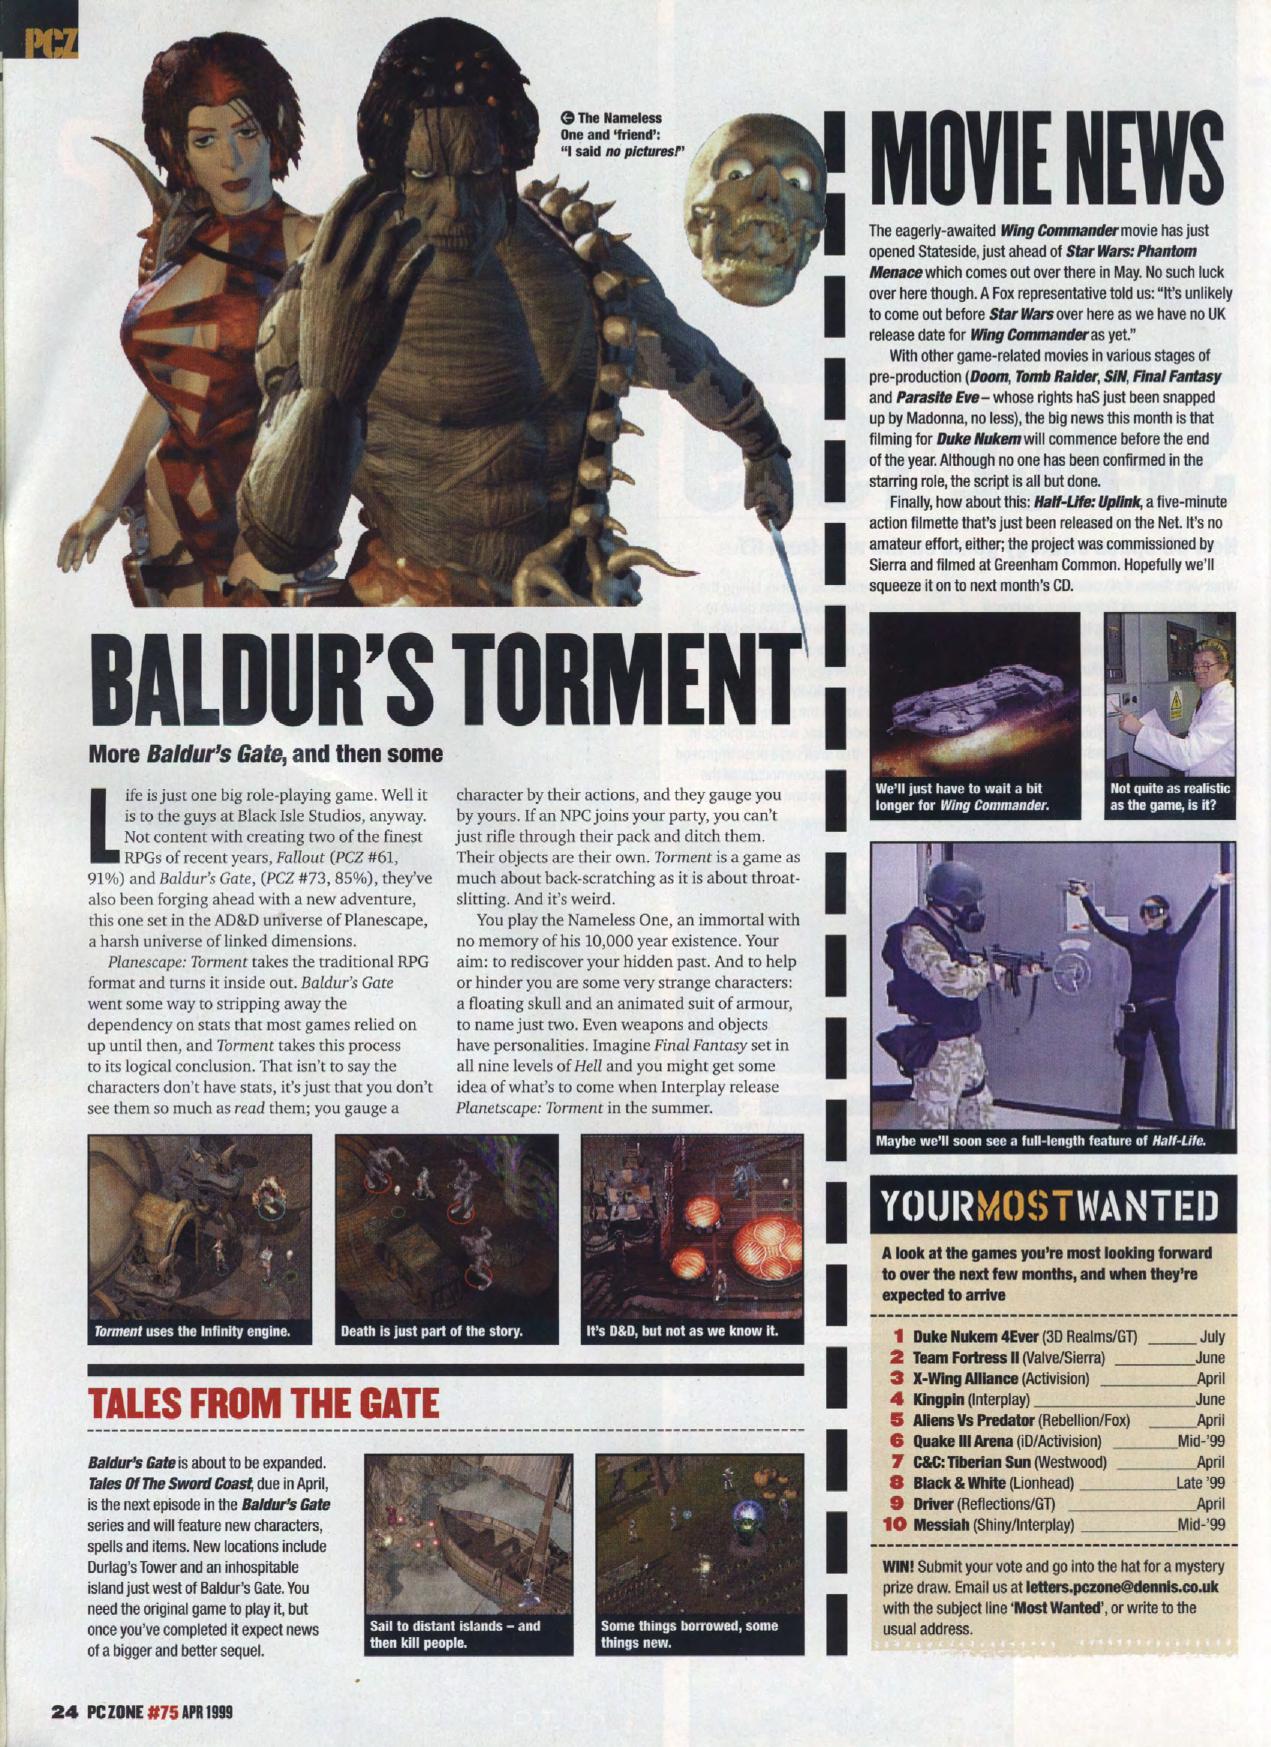 PCZ
The Nameless
One and 'friend':
"I said no pictures!"
BALDUR'S TORMENT
More Baldur's Gate, and then some
Life is just one big role-playing game. Well it
is to the guys at Black Isle Studios, anyway.
Not content with creating two of the finest
RPGs of recent years, Fallout (PCZ #61,
91%) and Baldur's Gate, (PCZ #73, 85%), they've
also been forging ahead with a new adventure,
this one set in the AD&D universe of Planescape,
a harsh universe of linked dimensions.
Planescape: Torment takes the traditional RPG
format and turns it inside out. Baldur's Gate
went some way to stripping away the
dependency on stats that most games relied on
up until then, and Torment takes this process
to its logical conclusion. That isn't to say the
characters don't have stats, it's just that you don't
see them so much as read them; you gauge a
character by their actions, and they gauge you
by yours. If an NPC joins your party, you can't
just rifle through their pack and ditch them.
Their objects are their own. Torment is a game as
much about back-scratching as it is about throat-
slitting. And it's weird.
You play the Nameless One, an immortal with
no memory of his 10,000 year existence. Your
aim: to rediscover your hidden past. And to help
or hinder you are some very strange characters:
a floating skull and an animated suit of armour,
to name just two. Even weapons and objects
have personalities. Imagine Final Fantasy set in
all nine levels of Hell and you might get some
idea of what's to come when Interplay release
Planetscape: Torment in the summer.
Torment uses the Infinity engine.
Death is just part of the story.
It's D&D, but not as we know it.
TALES FROM THE GATE
Baldur's Gate is about to be expanded.
Tales Of The Sword Coast, due in April,
is the next episode in the Baldur's Gate
series and will feature new characters,
spells and items. New locations include
Durlag's Tower and an inhospitable
island just west of Baldur's Gate. You
need the original game to play it, but
once you've completed it expect news
of a bigger and better sequel.
Sail to distant islands – and
then kill people.
Some things borrowed, some
things new.
MOVIE NEWS
The eagerly-awaited Wing Commander movie has just
opened Stateside, just ahead of Star Wars: Phantom
Menace which comes out over there in May. No such luck
over here though. A Fox representative told us: "It's unlikely
to come out before Star Wars over here as we have no UK
release date for Wing Commander as yet."
With other game-related movies in various stages of
pre-production (Doom, Tomb Raider, SiN, Final Fantasy
and Parasite Eve – whose rights haS just been snapped
up by Madonna, no less), the big news this month is that
filming for Duke Nukem will commence before the end
of the year. Although no one has been confirmed in the
starring role, the script is all but done.
Finally, how about this: Half-Life: Uplink, a five-minute
action filmette that's just been released on the Net. It's no
amateur effort, either; the project was commissioned by
Sierra and filmed at Greenham Common. Hopefully we'll
squeeze it on to next month's CD.
We'll just have to wait a bit
longer for Wing Commander.
Not quite as realistic
as the game, is it?
Maybe we'll soon see a full-length feature of Half-Life.
YOURMOSTWANTED
A look at the games you're most looking forward
to over the next few months, and when they're
expected to arrive
1 Duke Nukem 4Ever (3D Realms/GT) July
2 Team Fortress II (Valve/Sierra) June
3 X-Wing Alliance (Activision) April
4 Kingpin (Interplay) June
5 Aliens Vs Predator (Rebellion/Fox) April
6 Quake III Arena (iD/Activision) Mid-'99
7 C&C: Tiberian Sun (Westwood) April
8 Black & White (Lionhead) Late '99
9 Driver (Reflections/GT) April
10 Messiah (Shiny/Interplay) Mid-'99
WIN! Submit your vote and go into the hat for a mystery
prize draw. Email us at letters.pczone@dennis.co.uk
with the subject line 'Most Wanted', or write to the
usual address.
24 PC ZONE #75 APR 1999